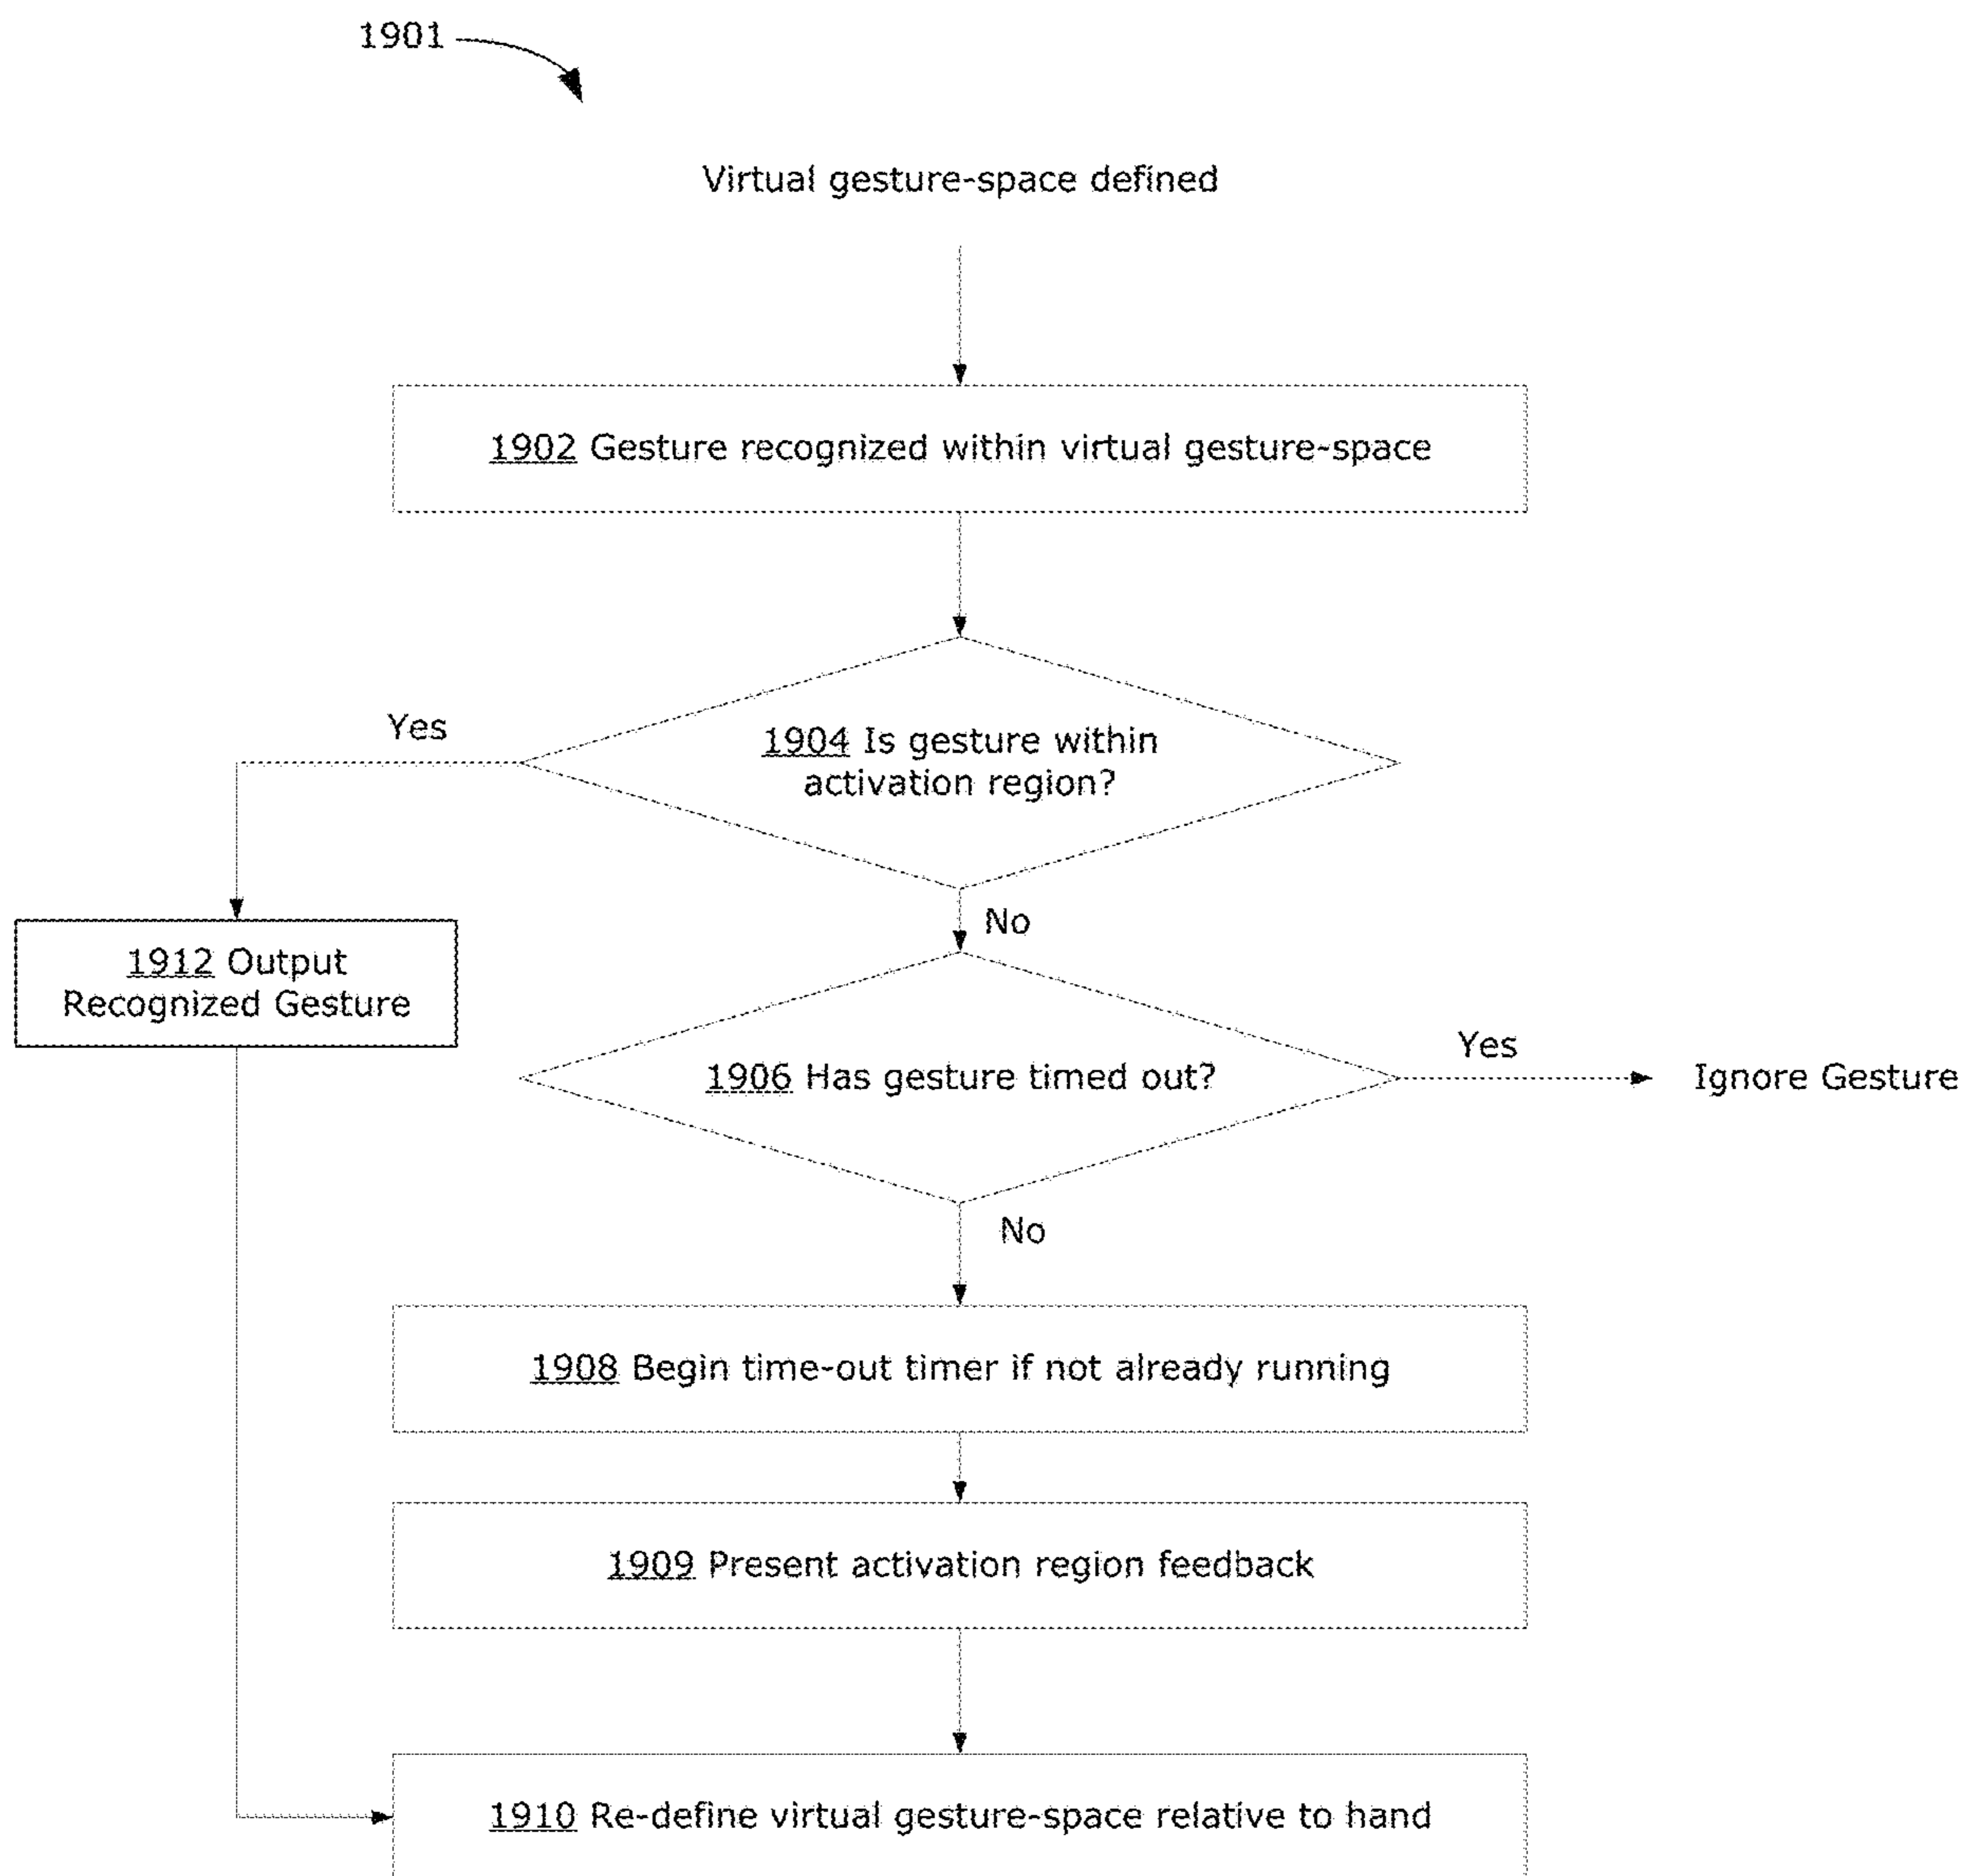 1901
Virtual gesture-space defined
1902 Gesture recognized within virtual gesture-space
Yes
1904 Is gesture within
activation region?
No
1912 Output
Recognized Gesture
1906 Has gesture timed out?
Yes
Ignore Gesture
No
1908 Begin time-out timer if not already running
1909 Present activation region feedback
1910 Re-define virtual gesture-space relative to hand